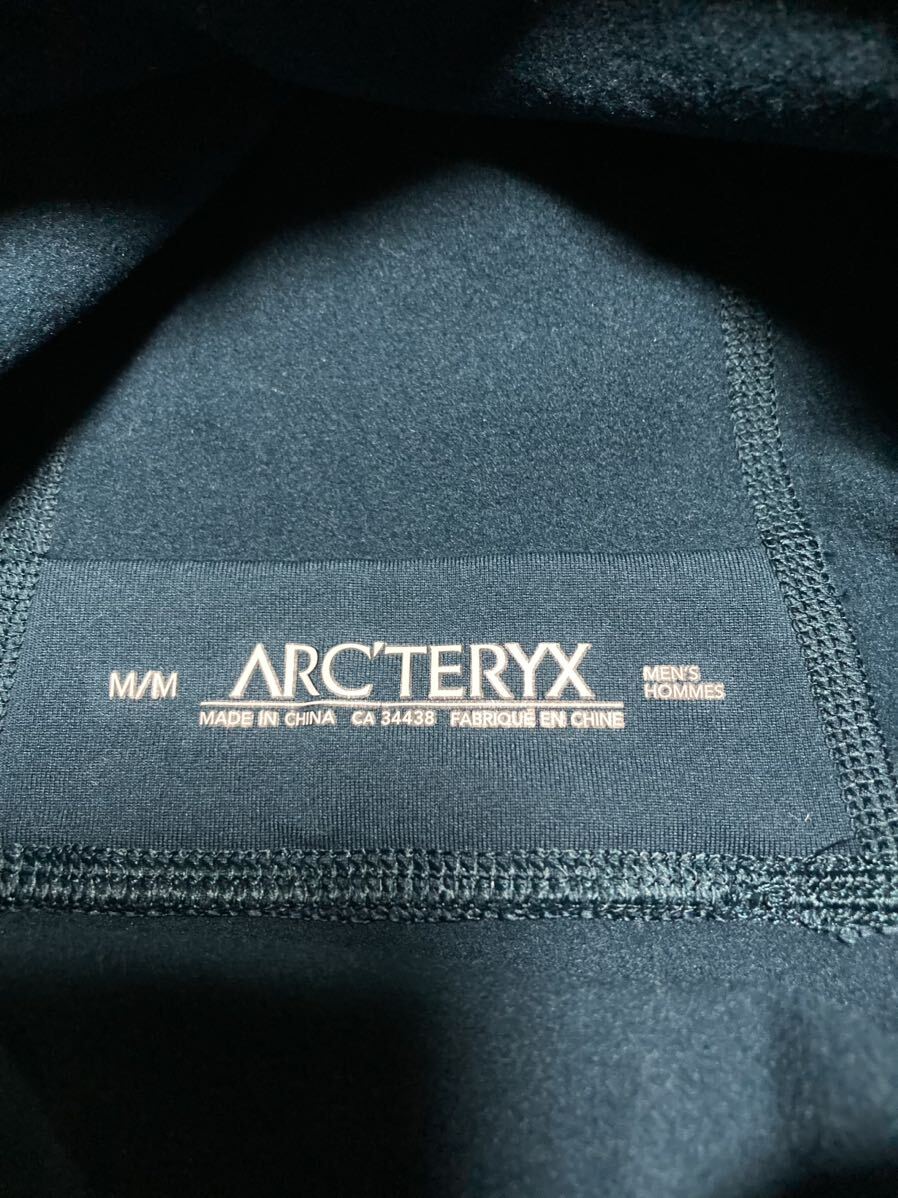 M/M
ARC'TERYX
MEN'S
HOMMES
MADE IN CHINA CA 34438 FABRIQUÉ EN CHINE